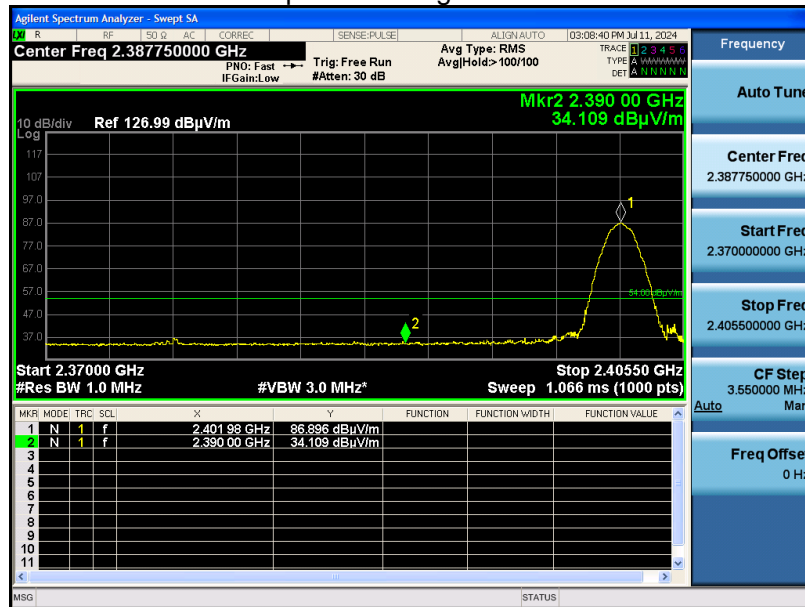 Agilent Spectrum Analyzer - Swept SA
LXI R RF 50 Ω AC CORREC SENSE:PULSE ALIGN AUTO 03:08:40 PM Jul 11, 2024
Center Freq 2.387750000 GHz
PNO: Fast
IFGain:Low
Trig: Free Run
#Atten: 30 dB
Avg Type: RMS
Avg|Hold:>100/100
TRACE 1 2 3 4 5 6
TYPE A WWWWW
DET A N N N N N
Mkr2 2.390 00 GHz
34.109 dBµV/m
10 dB/div Ref 126.99 dBµV/m
Log
117
107
97.0
87.0
77.0
67.0
57.0
47.0
37.0
1
2
54.00 dBµV/m
Start 2.37000 GHz Stop 2.40550 GHz
#Res BW 1.0 MHz #VBW 3.0 MHz* Sweep 1.066 ms (1000 pts)
MKR MODE TRC SCL X Y FUNCTION FUNCTION WIDTH FUNCTION VALUE
1 N 1 f 2.401 98 GHz 86.896 dBµV/m
2 N 1 f 2.390 00 GHz 34.109 dBµV/m
3
4
5
6
7
8
9
10
11
MSG STATUS
Frequency
Auto Tune
Center Freq
2.387750000 GHz
Start Freq
2.370000000 GHz
Stop Freq
2.405500000 GHz
CF Step
3.550000 MHz
Auto Man
Freq Offset
0 Hz